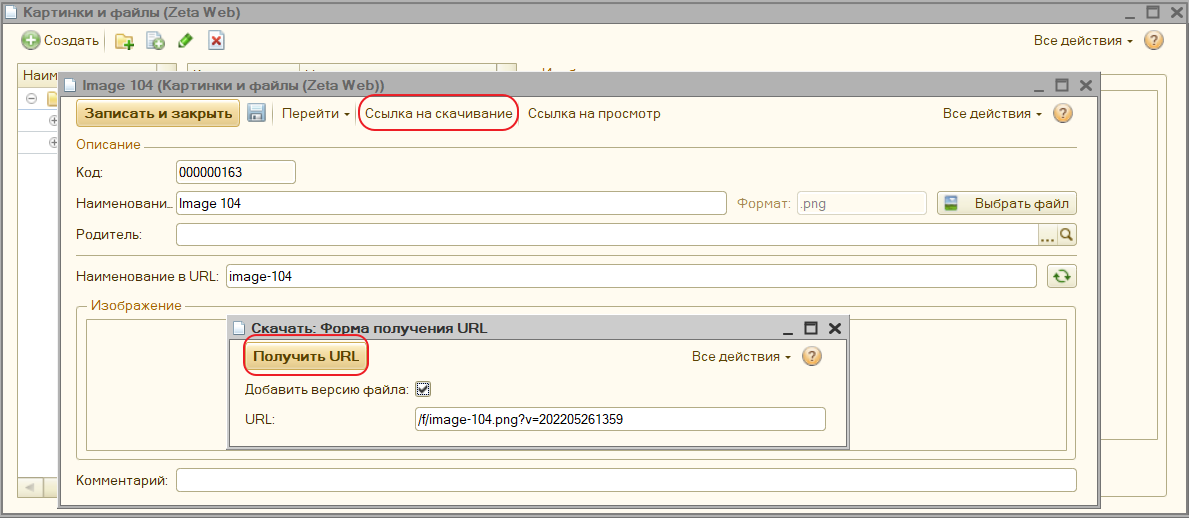 Картинки и файлы (Zeta Web)
Создать
Все действия
Image 104 (Картинки и файлы (Zeta Web))
Записать и закрыть Перейти Ссылка на скачивание Ссылка на просмотр Все действия
Описание
Код: 000000163
Наименовани... Image 104 Формат: .png Выбрать файл
Родитель:
Наименование в URL: image-104
Изображение
Скачать: Форма получения URL
Получить URL Все действия
Добавить версию файла:
URL: /f/image-104.png?v=202205261359
Комментарий: